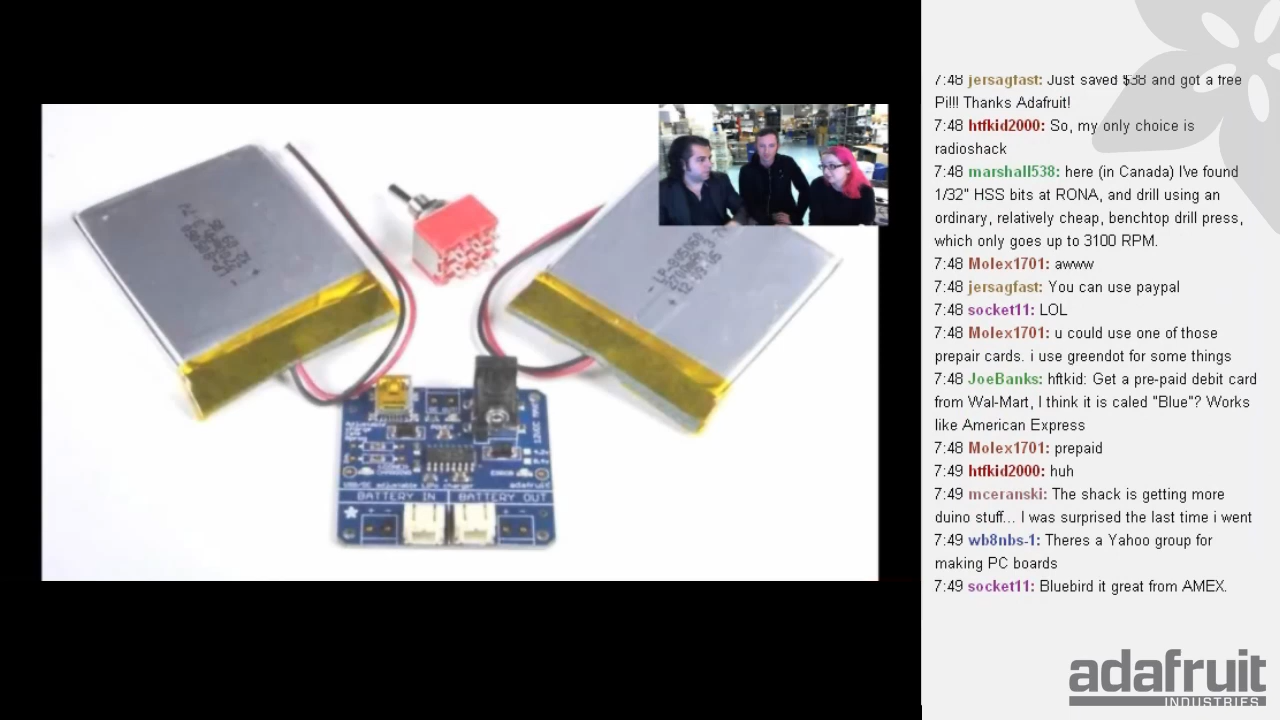 BATTERY IN
BATTERY OUT
adafruit
7:48 jersagfast: Just saved $38 and got a free
Pi!!! Thanks Adafruit!
7:48 htfkid2000: So, my only choice is
radioshack
7:48 marshall538: here (in Canada) I've found
1/32" HSS bits at RONA, and drill using an
ordinary, relatively cheap, benchtop drill press,
which only goes up to 3100 RPM.
7:48 Molex1701: awww
7:48 jersagfast: You can use paypal
7:48 socket11: LOL
7:48 Molex1701: u could use one of those
prepair cards. i use greendot for some things
7:48 JoeBanks: hftkid: Get a pre-paid debit card
from Wal-Mart, I think it is caled "Blue"? Works
like American Express
7:48 Molex1701: prepaid
7:49 htfkid2000: huh
7:49 mceranski: The shack is getting more
duino stuff... I was surprised the last time i went
7:49 wb8nbs-1: Theres a Yahoo group for
making PC boards
7:49 socket11: Bluebird it great from AMEX.
adafruit
INDUSTRIES